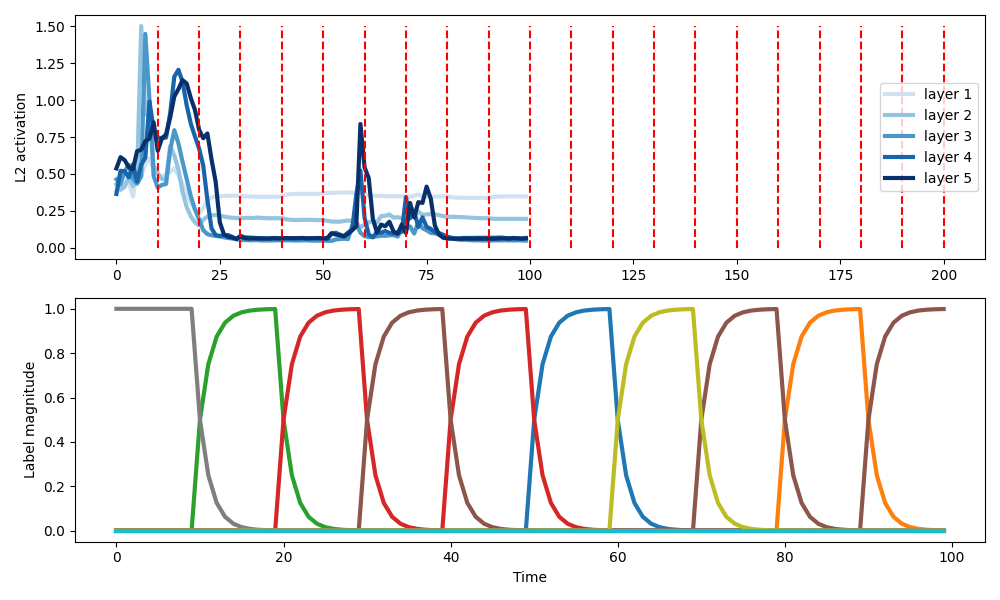 L2 activation
1.50
1.25
1.00
0.75
0.50
0.25
0.00
0 25 50 75 100 125 150 175 200
layer 1
layer 2
layer 3
layer 4
layer 5
Label magnitude
1.0
0.8
0.6
0.4
0.2
0.0
0 20 40 60 80 100
Time